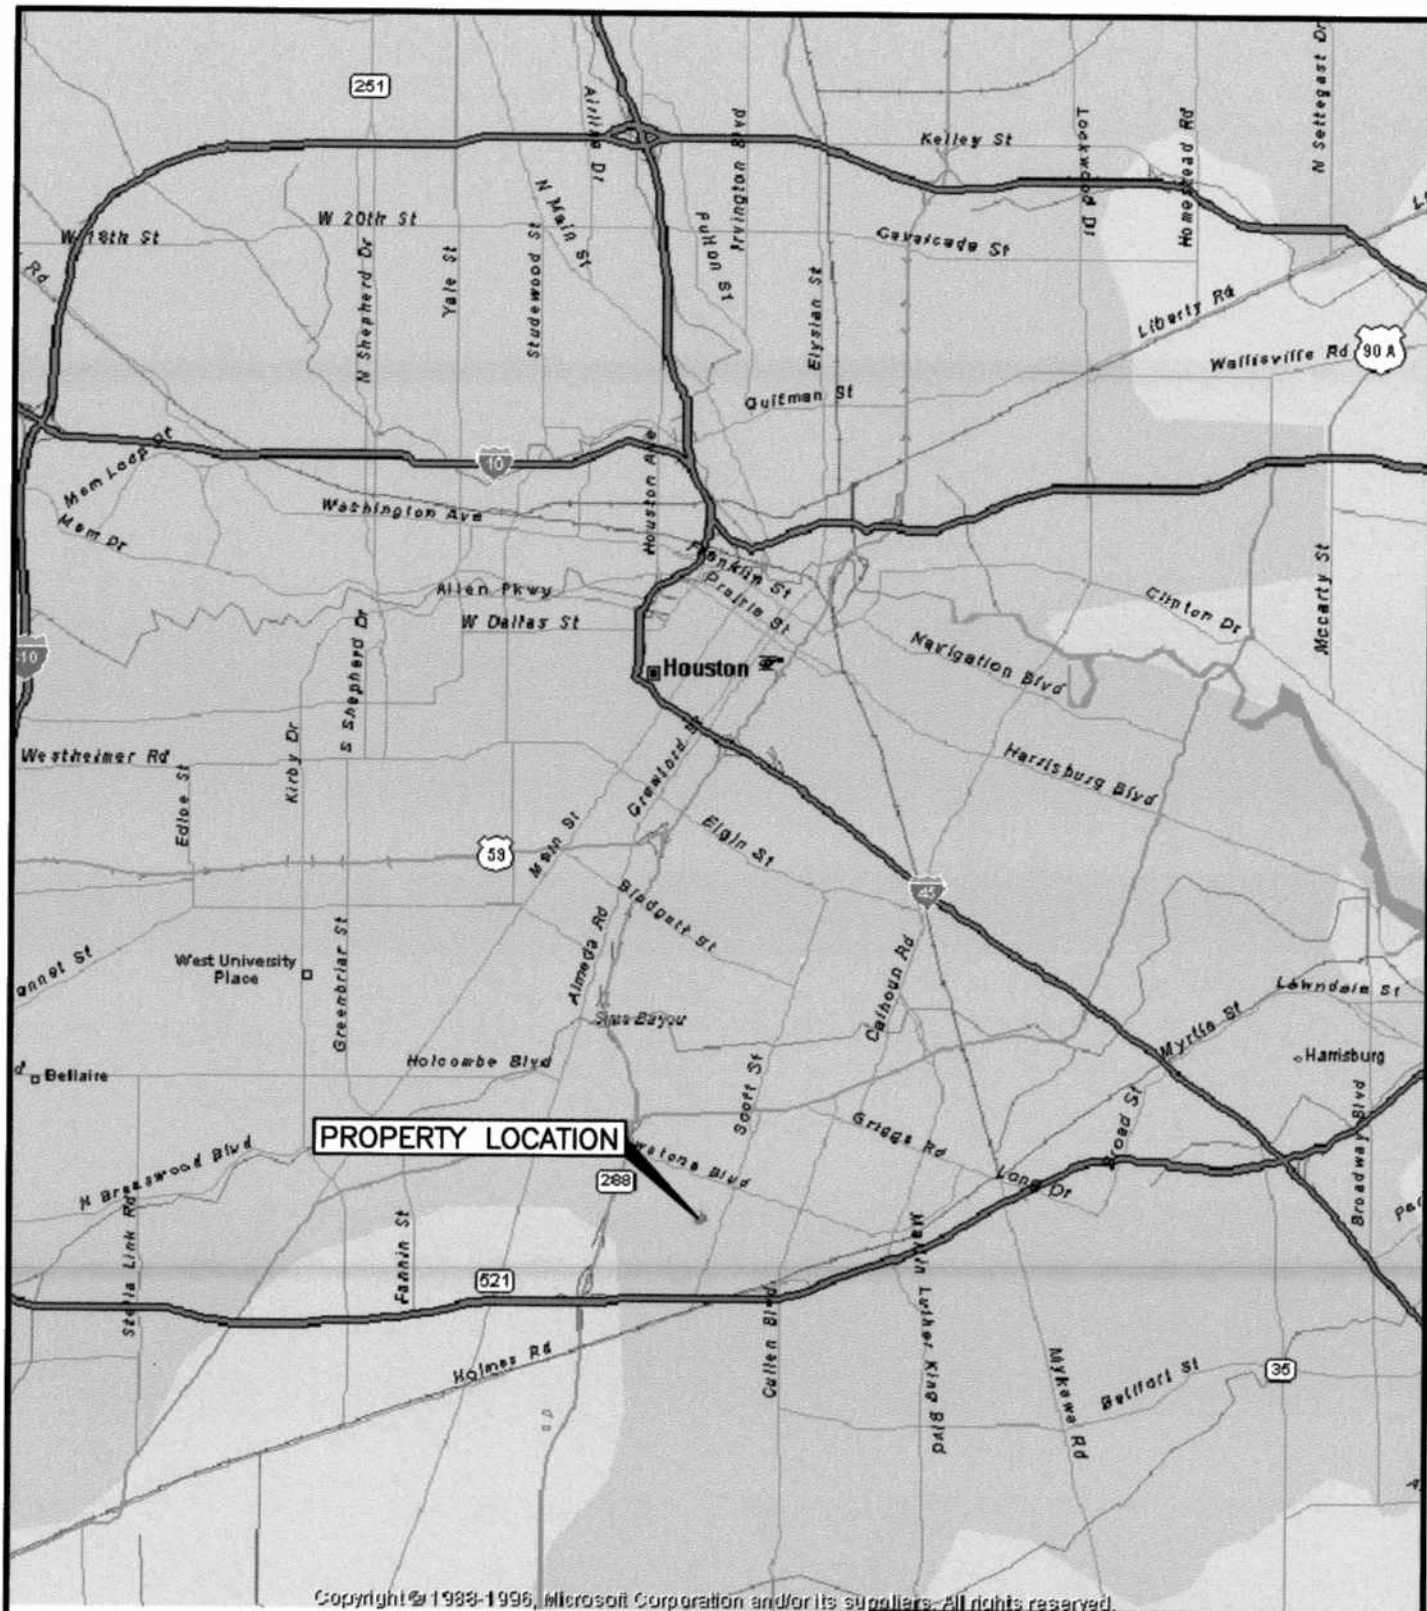 251
Kelley St
Irvington Blvd
Homestead Rd
N Settegast Dr
N Main St
Fulton St
W 20th St
W 18th St
Cavalcade St
Rd
N Shepherd Dr
Yale St
Studewood St
Elysian St
Liberty Rd
Wallisville Rd
90 A
Quitman St
Houston Ave
10
Mem Loop Dr
Washington Ave
Mem Dr
Franklin St
Prairie St
Allen Pkwy
W Dallas St
Clinton Dr
Mccarty St
Navigation Blvd
10
Houston
S Shepherd Dr
Kirby Dr
Westheimer Rd
Edloe St
Harrisburg Blvd
Main St
Elgin St
59
45
Blodgett St
Almeda Rd
West University
Place
Greenbriar St
Calhoun Rd
Lawndale St
Sims Bayou
Myrtle St
Harrisburg
Holcombe Blvd
Bellaire
Scott St
Griggs Rd
Broad St
Broadway Blvd
PROPERTY LOCATION
N Braeswood Blvd
288
Long Dr
Stella Link Rd
Fannin St
521
Cullen Blvd
Martin Luther King Blvd
Holmes Rd
Mykawa Rd
Bellfort St
35
Copyright © 1988-1996, Microsoft Corporation and/or its suppliers. All rights reserved.